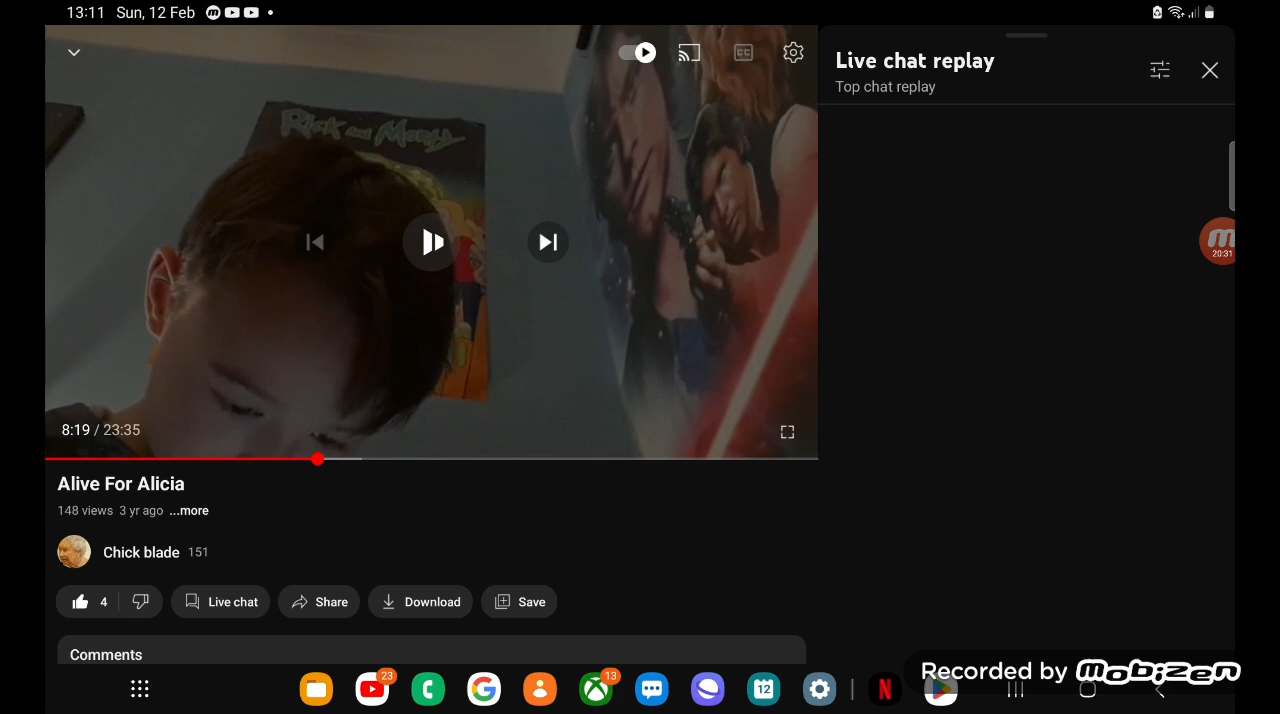 13:11 Sun, 12 Feb
Live chat replay
Top chat replay
CC
Rick and Morty
20:31
8:19 / 23:35
Alive For Alicia
148 views 3 yr ago ...more
Chick blade 151
4 Live chat Share Download Save
Comments
23
13
12
N
Recorded by mobizen